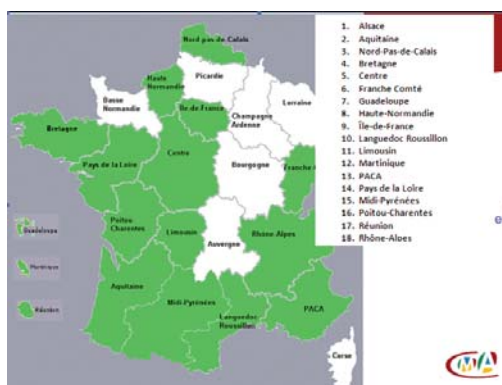 Nord pas-de-Calais
Haute
Normandie
Picardie
Basse
Normandie
Ile de France
Champagne
Ardenne
Lorraine
Bretagne
Pays de la Loire
Centre
Bourgogne
Franche
Poitou
Charentes
Limousin
Auvergne
Rhône Alpes
Aquitaine
Midi-Pyrénées
Languedoc
Roussillon
PACA
Corse
Guadeloupe
Martinique
Réunion
1. Alsace
2. Aquitaine
3. Nord-Pas-de-Calais
4. Bretagne
5. Centre
6. Franche Comté
7. Guadeloupe
8. Haute-Normandie
9. Île-de-France
10. Languedoc Roussillon
11. Limousin
12. Martinique
13. PACA
14. Pays de la Loire
15. Midi-Pyrénées
16. Poitou-Charentes
17. Réunion
18. Rhône-Aloes
e
CMA